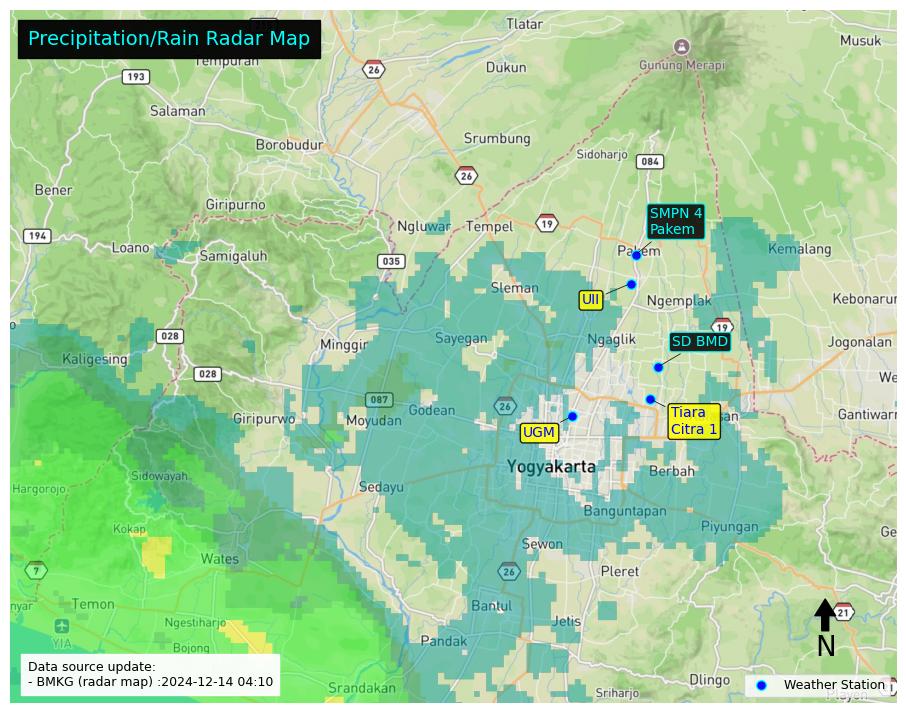 Precipitation/Rain Radar Map
Tlatar
Musuk
26
Gunung Merapi
Tempuran
193
Dukun
Salaman
Borobudur
Srumbung
Sidoharjo
084
26
Bener
Giripurno
SMPN 4
Pakem
Ngluwar
Tempel
19
194
Loano
Samigaluh
035
Pakem
Kemalang
Sleman
UII
Ngemplak
Kebonarum
028
Minggir
Sayegan
Ngaglik
19
SD BMD
Jogonalan
Kaligesing
028
087
Godean
26
Tiara
Citra 1
Giripurwo
Moyudan
UGM
Gantiwarn
Yogyakarta
Sidowayah
Berbah
Hargorojo
Sedayu
Banguntapan
Kokap
Piyungan
Wates
Sewon
7
26
Pleret
Temon
Bantul
21
Ngestiharjo
Jetis
YIA
Bojong
Pandak
N
Data source update:
- BMKG (radar map) :2024-12-14 04:10
Srandakan
Sriharjo
Dlingo
Weather Station